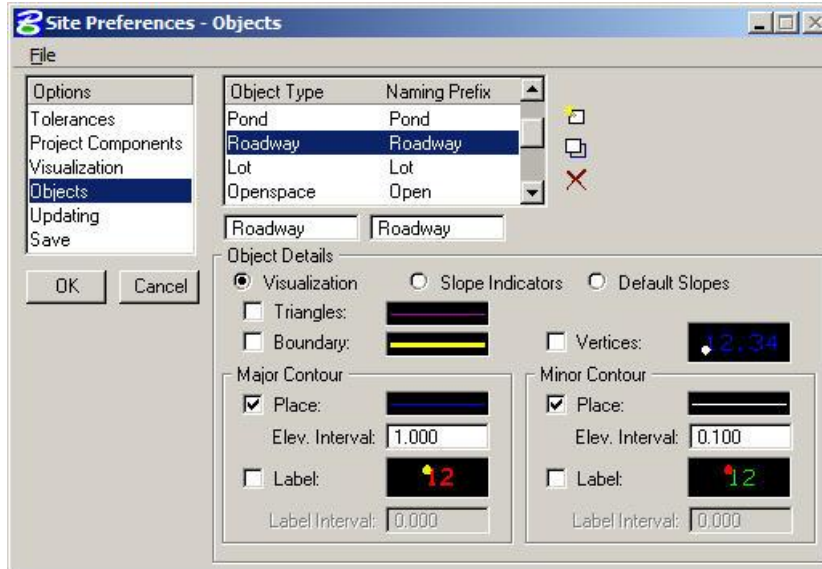 Site Preferences - Objects
File
Options
Tolerances
Project Components
Visualization
Objects
Updating
Save
OK Cancel
Object Type Naming Prefix
Pond Pond
Roadway Roadway
Lot Lot
Openspace Open
Roadway Roadway
Object Details
Visualization Slope Indicators Default Slopes
Triangles:
Boundary: Vertices: 12.34
Major Contour
Place:
Elev. Interval: 1.000
Label: 12
Label Interval: 0.000
Minor Contour
Place:
Elev. Interval: 0.100
Label: 12
Label Interval: 0.000